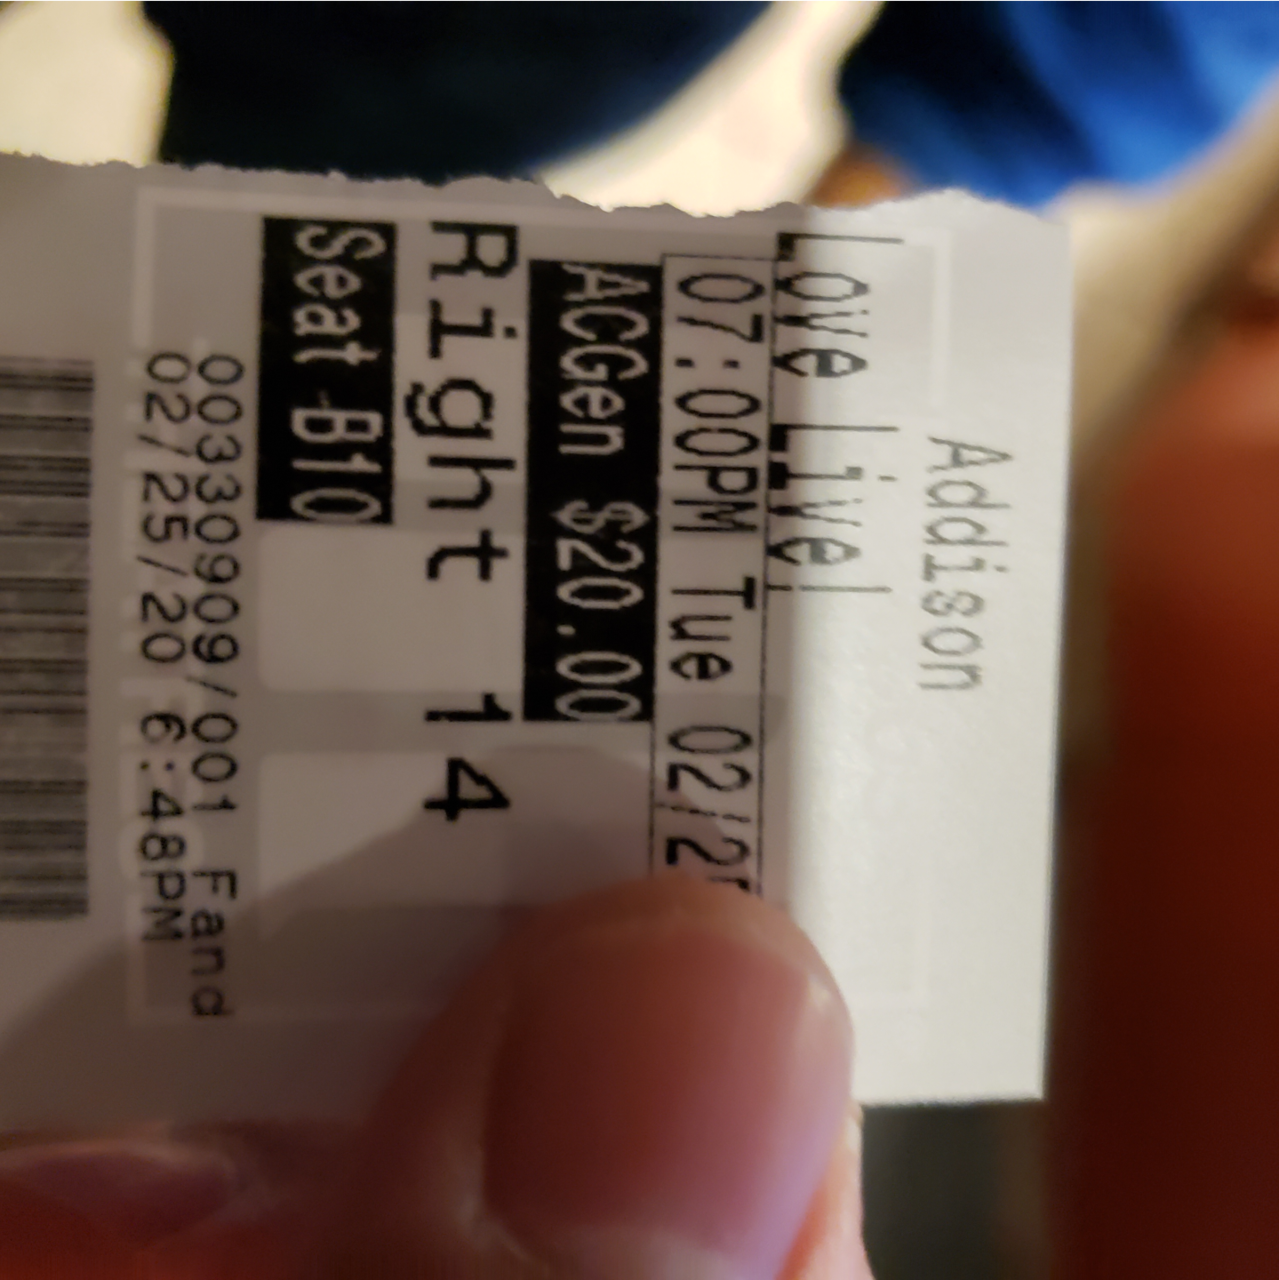 Addison
Love Live!
07:00PM Tue 02/2
ACGen $20.00
Right 14
Seat B10
003309909/001 Fand
02/25/20 6:48PM